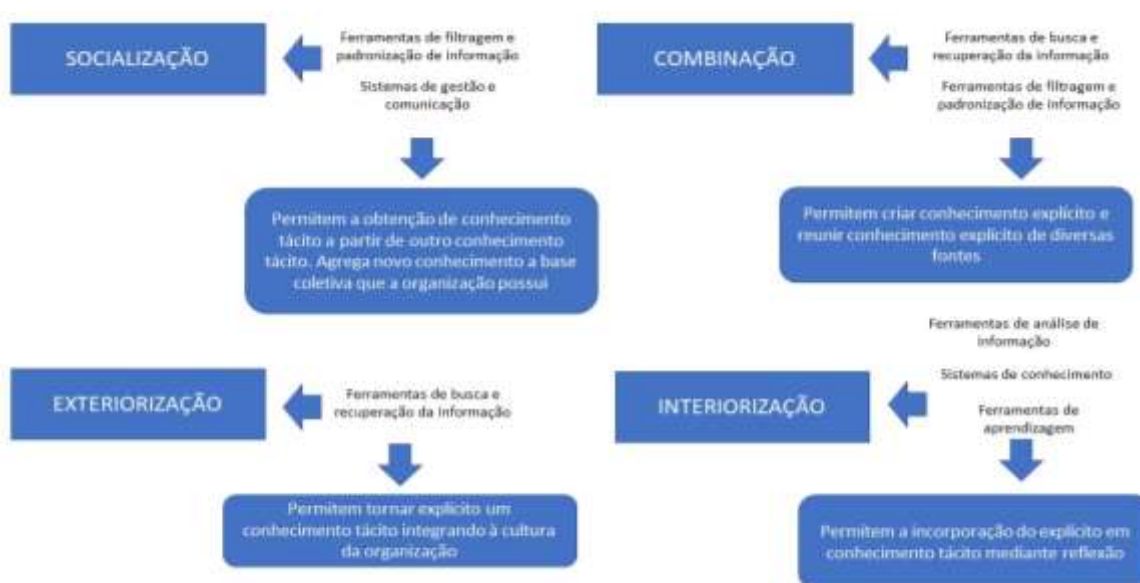 SOCIALIZAÇÃO
Ferramentas de filtragem e
padronização de informação
Sistemas de gestão e
comunicação
Permitem a obtenção de conhecimento
tácito a partir de outro conhecimento
tácito. Agrega novo conhecimento a base
coletiva que a organização possui
COMBINAÇÃO
Ferramentas de busca e
recuperação da informação
Ferramentas de filtragem e
padronização de informação
Permitem criar conhecimento explícito e
reunir conhecimento explícito de diversas
fontes
EXTERIORIZAÇÃO
Ferramentas de busca e
recuperação da informação
Permitem tornar explícito um
conhecimento tácito integrando à cultura
da organização
INTERIORIZAÇÃO
Ferramentas de análise de
informação
Sistemas de conhecimento
Ferramentas de
aprendizagem
Permitem a incorporação do explícito em
conhecimento tácito mediante reflexão